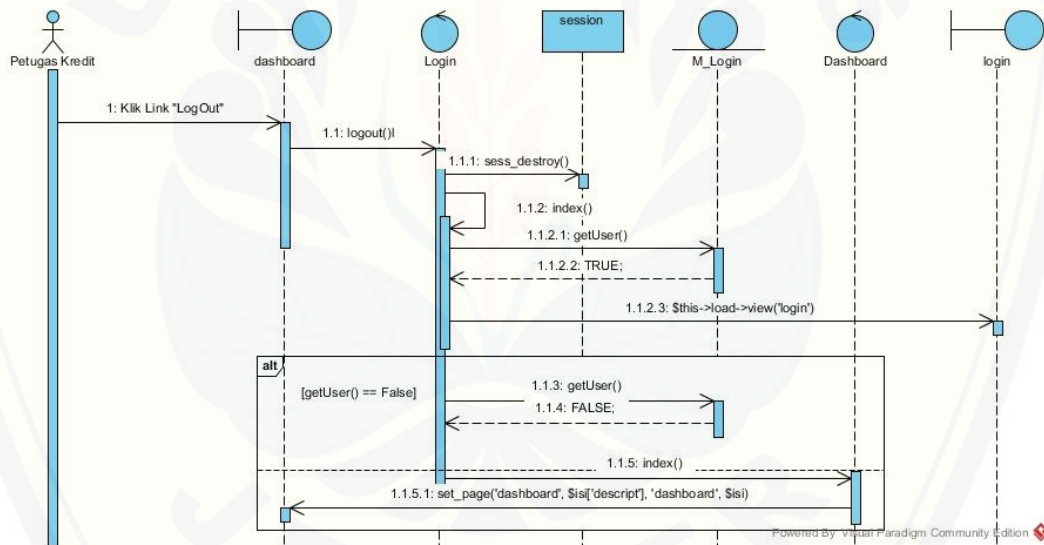 session
Petugas Kredit
dashboard
Login
M_Login
Dashboard
login
1: Klik Link "LogOut"
1.1: logout()l
1.1.1: sess_destroy()
1.1.2: index()
1.1.2.1: getUser()
1.1.2.2: TRUE;
1.1.2.3: $this->load->view('login')
alt
[getUser() == False]
1.1.3: getUser()
1.1.4: FALSE;
1.1.5: index()
1.1.5.1: set_page('dashboard', $isi['descript'], 'dashboard', $isi)
Powered By Visual Paradigm Community Edition